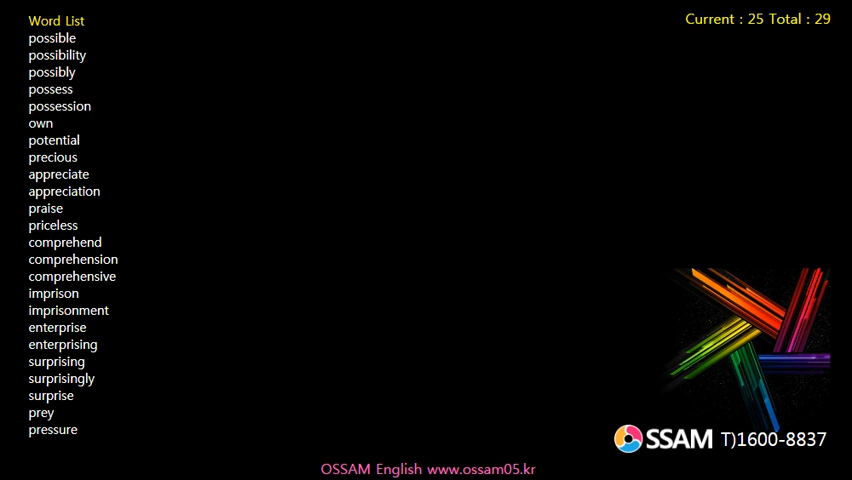 Word List
Current : 25 Total : 29
possible
possibility
possibly
possess
possession
own
potential
precious
appreciate
appreciation
praise
priceless
comprehend
comprehension
comprehensive
imprison
imprisonment
enterprise
enterprising
surprising
surprisingly
surprise
prey
pressure
OSSAM T)1600-8837
OSSAM English www.ossam05.kr